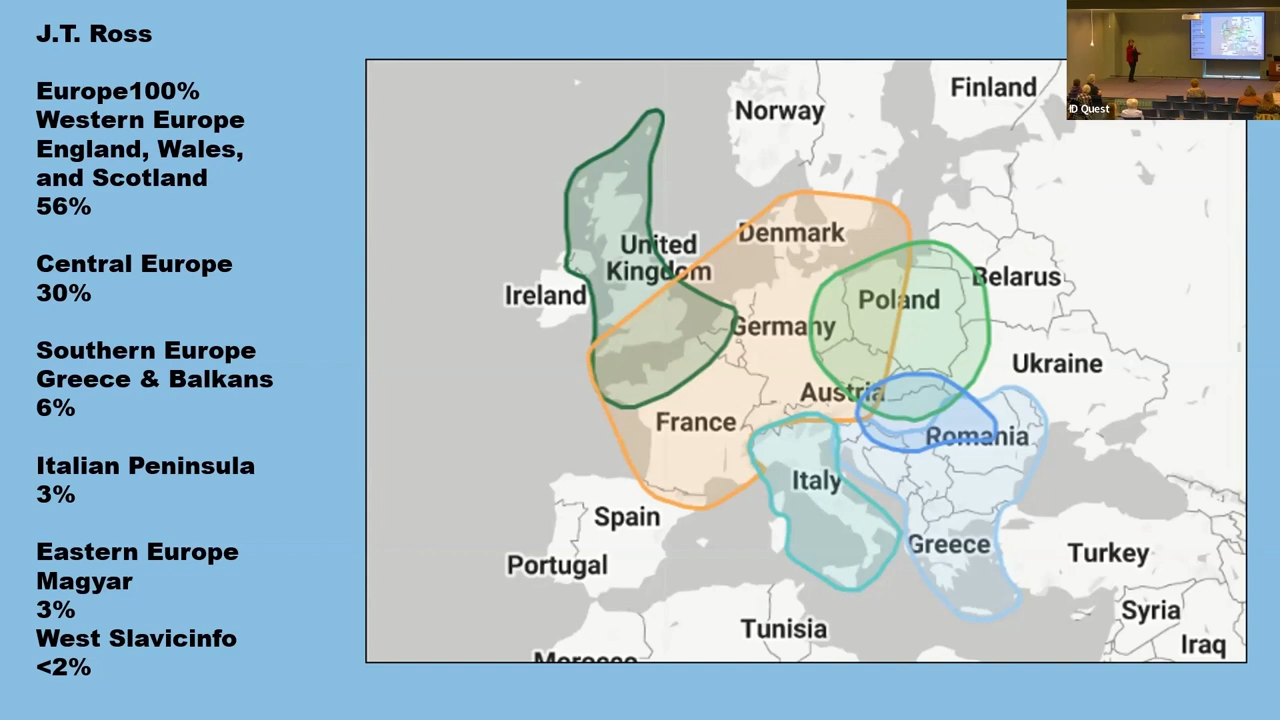 J.T. Ross
Europe100%
Western Europe
England, Wales,
and Scotland
56%
Central Europe
30%
Southern Europe
Greece & Balkans
6%
Italian Peninsula
3%
Eastern Europe
Magyar
3%
West Slavicinfo
<2%
Finland
Norway
Denmark
United
Kingdom
Ireland
Belarus
Poland
Germany
Ukraine
Austria
France
Romania
Italy
Spain
Greece
Turkey
Portugal
Syria
Tunisia
Iraq
Morocco
D Quest